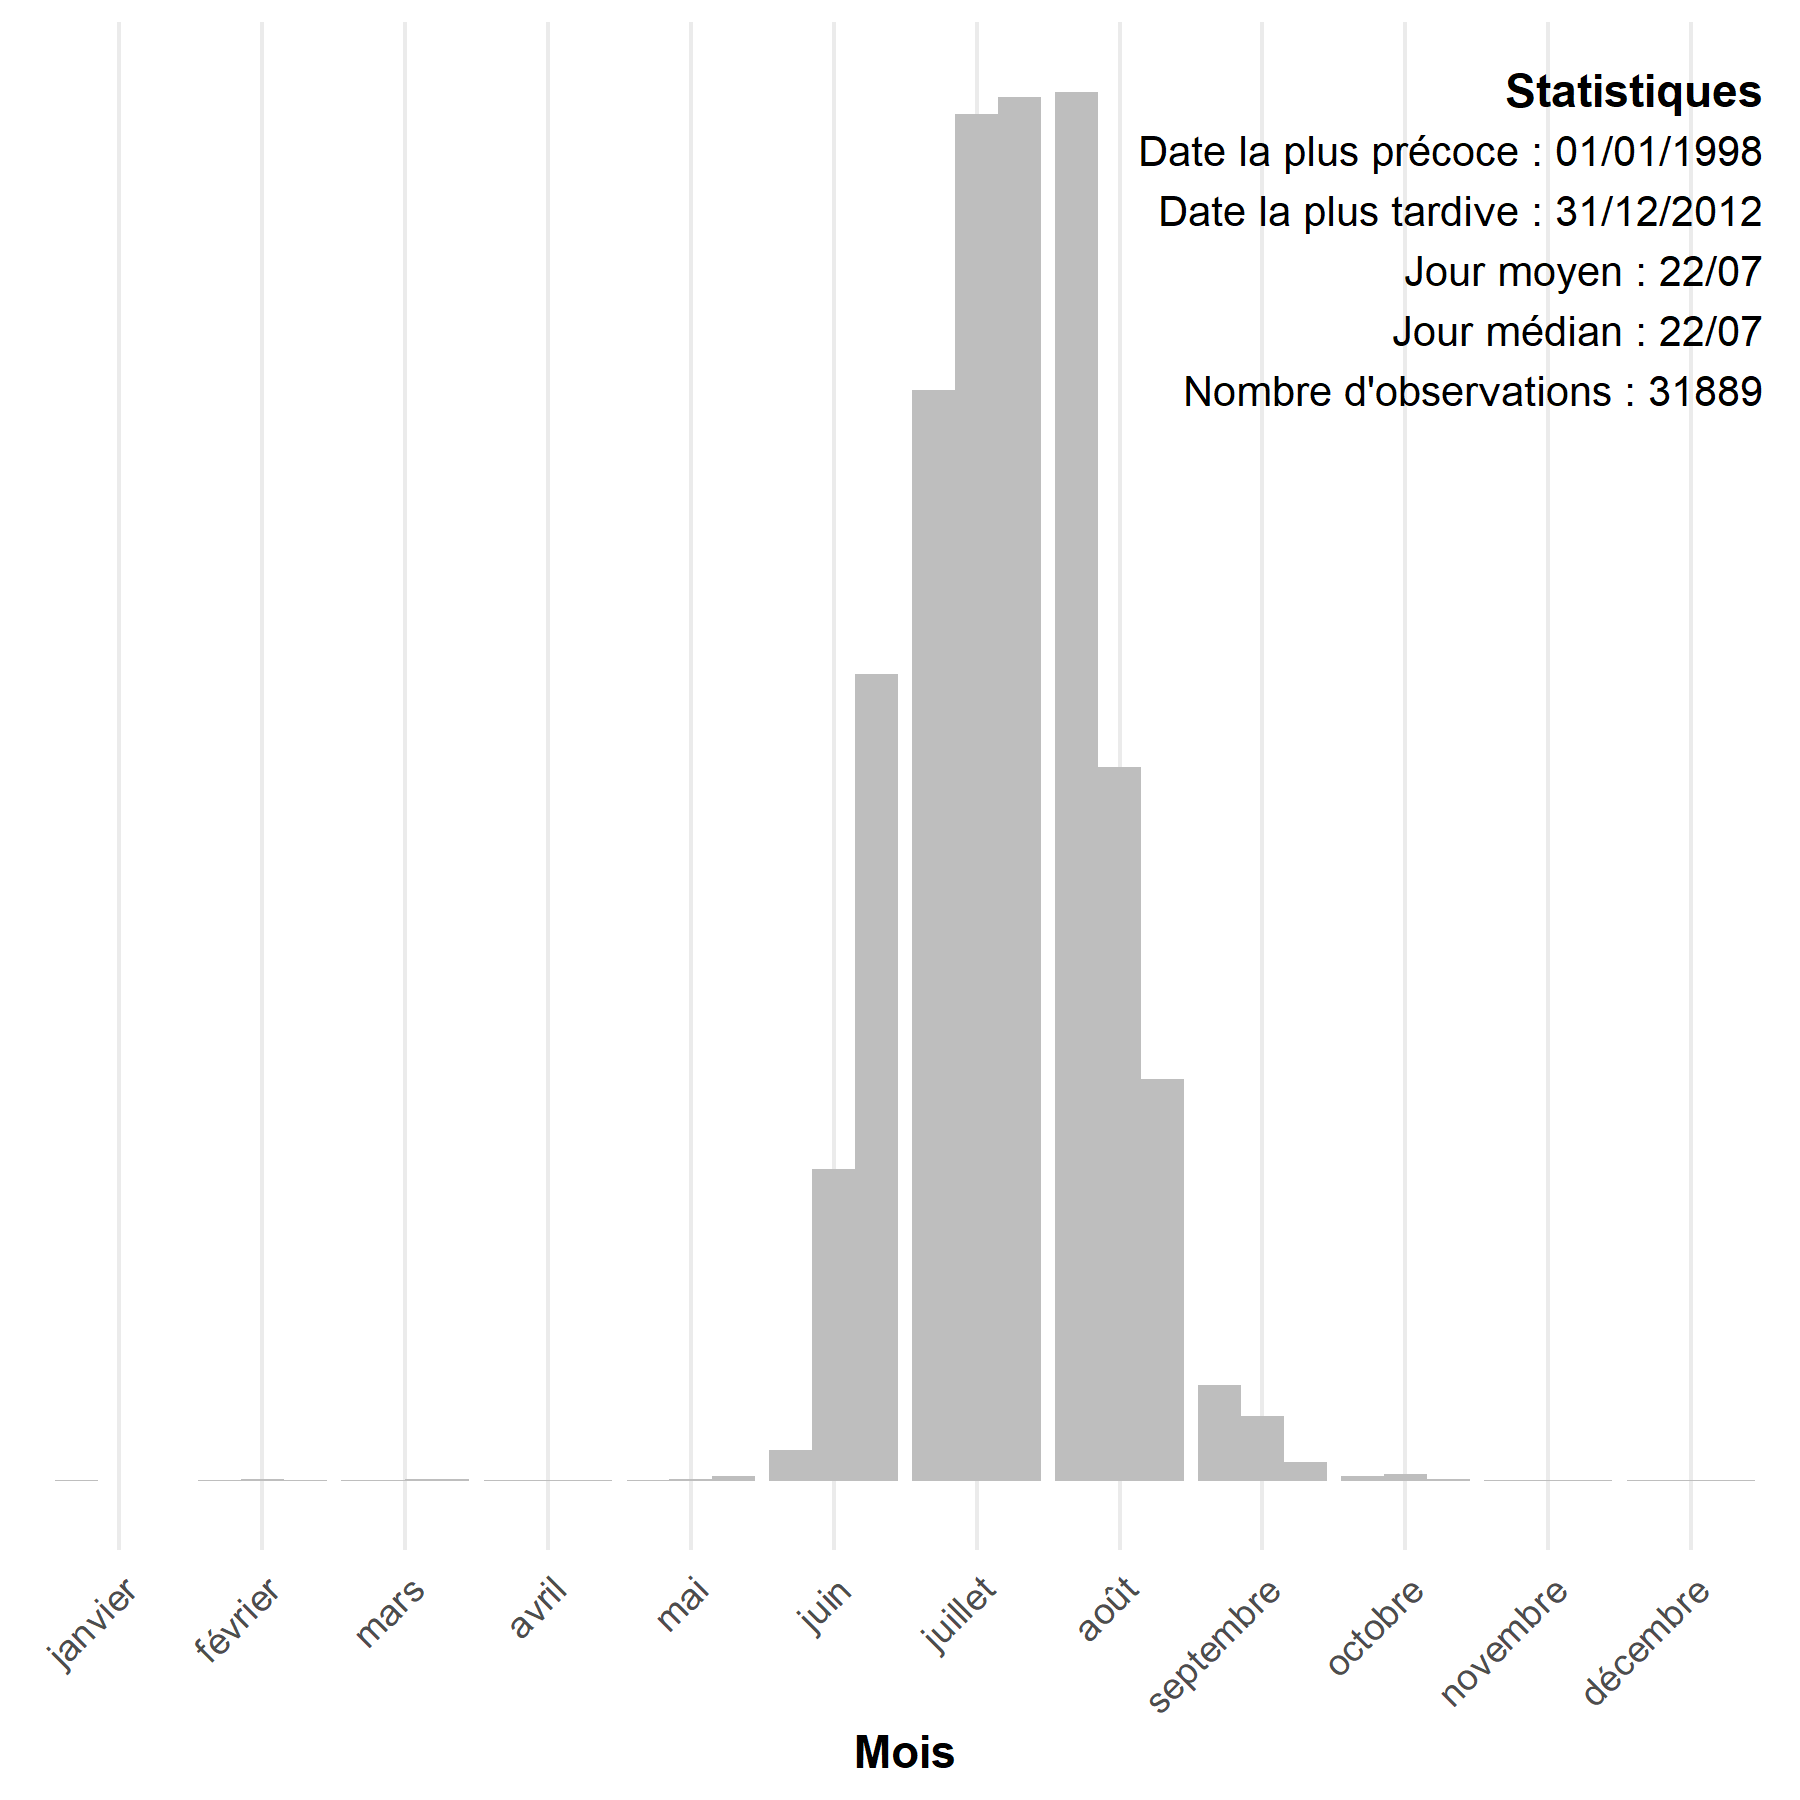 Statistiques
Date la plus précoce : 01/01/1998
Date la plus tardive : 31/12/2012
Jour moyen : 22/07
Jour médian : 22/07
Nombre d'observations : 31889
janvier
février
mars
avril
mai
juin
juillet
août
septembre
octobre
novembre
décembre
Mois